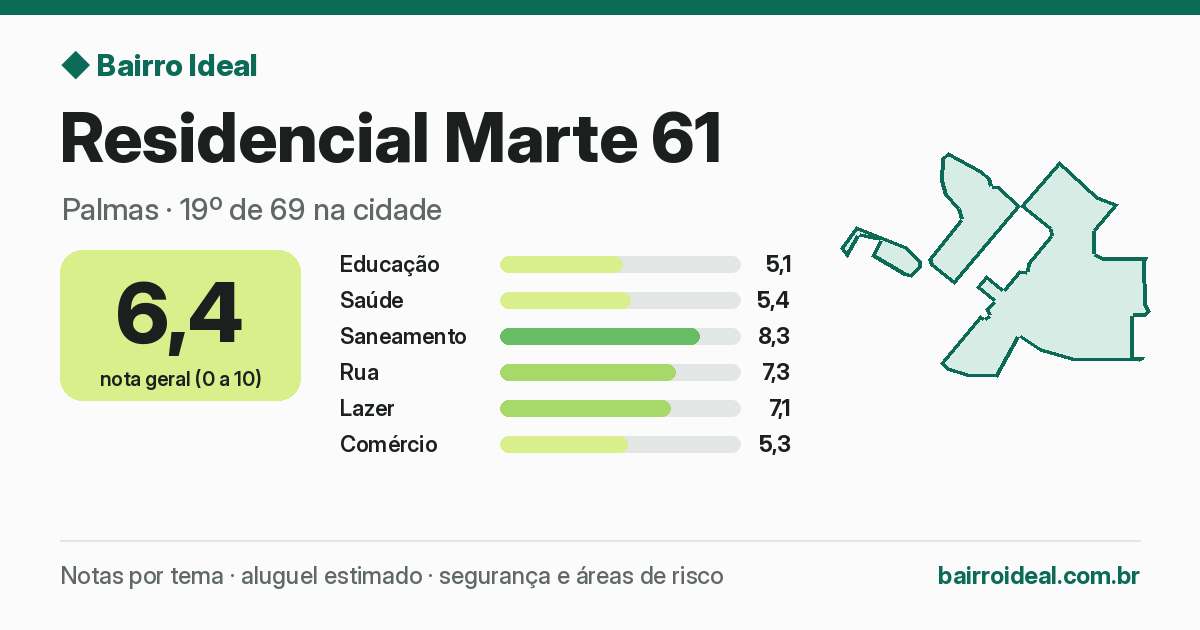 Bairro Ideal
Residencial Marte 61
Palmas · 19º de 69 na cidade
6,4
nota geral (0 a 10)
Educação 5,1
Saúde 5,4
Saneamento 8,3
Rua 7,3
Lazer 7,1
Comércio 5,3
Notas por tema · aluguel estimado · segurança e áreas de risco
bairroideal.com.br